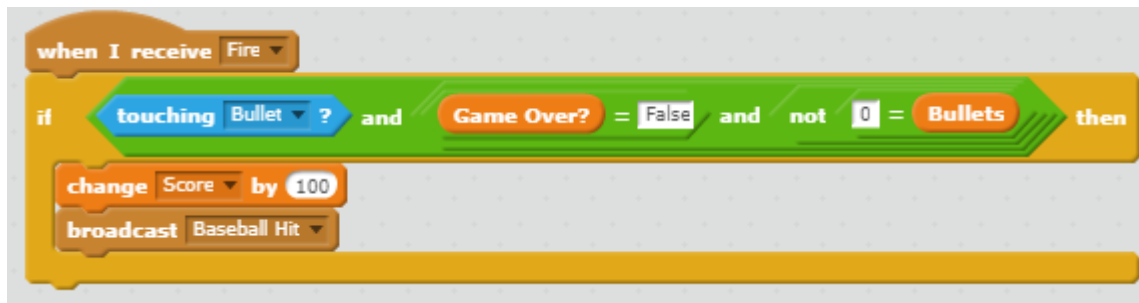 when I receive Fire
if touching Bullet ? and Game Over? = False and not 0 = Bullets then
change Score by 100
broadcast Baseball Hit